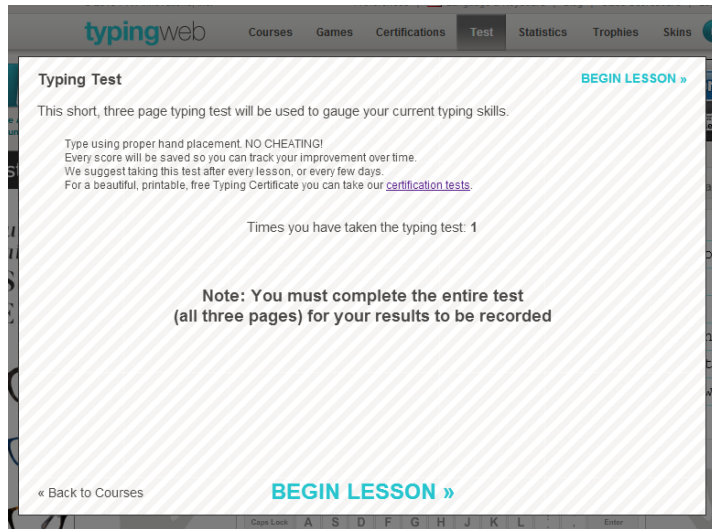 typingweb
Courses Games Certifications Test Statistics Trophies Skins
Typing Test
BEGIN LESSON »
This short, three page typing test will be used to gauge your current typing skills.
Type using proper hand placement. NO CHEATING!
Every score will be saved so you can track your improvement over time.
We suggest taking this test after every lesson, or every few days.
For a beautiful, printable, free Typing Certificate you can take our certification tests.
Times you have taken the typing test: 1
Note: You must complete the entire test
(all three pages) for your results to be recorded
« Back to Courses
BEGIN LESSON »
Caps Lock A S D F G H J K L ; ' Enter